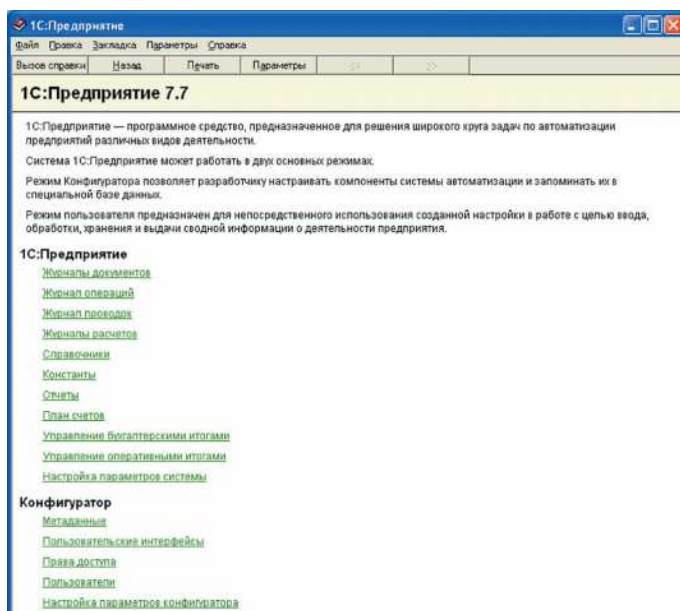 1С:Предприятие
Файл Правка Закладка Параметры Справка
Вызов справки Назад Печать Параметры << >>
1С:Предприятие 7.7
1С:Предприятие — программное средство, предназначенное для решения широкого круга задач по автоматизации
предприятий различных видов деятельности.
Система 1С:Предприятие может работать в двух основных режимах.
Режим Конфигуратора позволяет разработчику настраивать компоненты системы автоматизации и запоминать их в
специальной базе данных.
Режим пользователя предназначен для непосредственного использования созданной настройки в работе с целью ввода,
обработки, хранения и выдачи сводной информации о деятельности предприятия.
1С:Предприятие
Журналы документов
Журнал операций
Журнал проводок
Журналы расчетов
Справочники
Константы
Отчеты
План счетов
Управление бухгалтерскими итогами
Управление оперативными итогами
Настройка параметров системы
Конфигуратор
Метаданные
Пользовательские интерфейсы
Права доступа
Пользователи
Настройка параметров конфигуратора